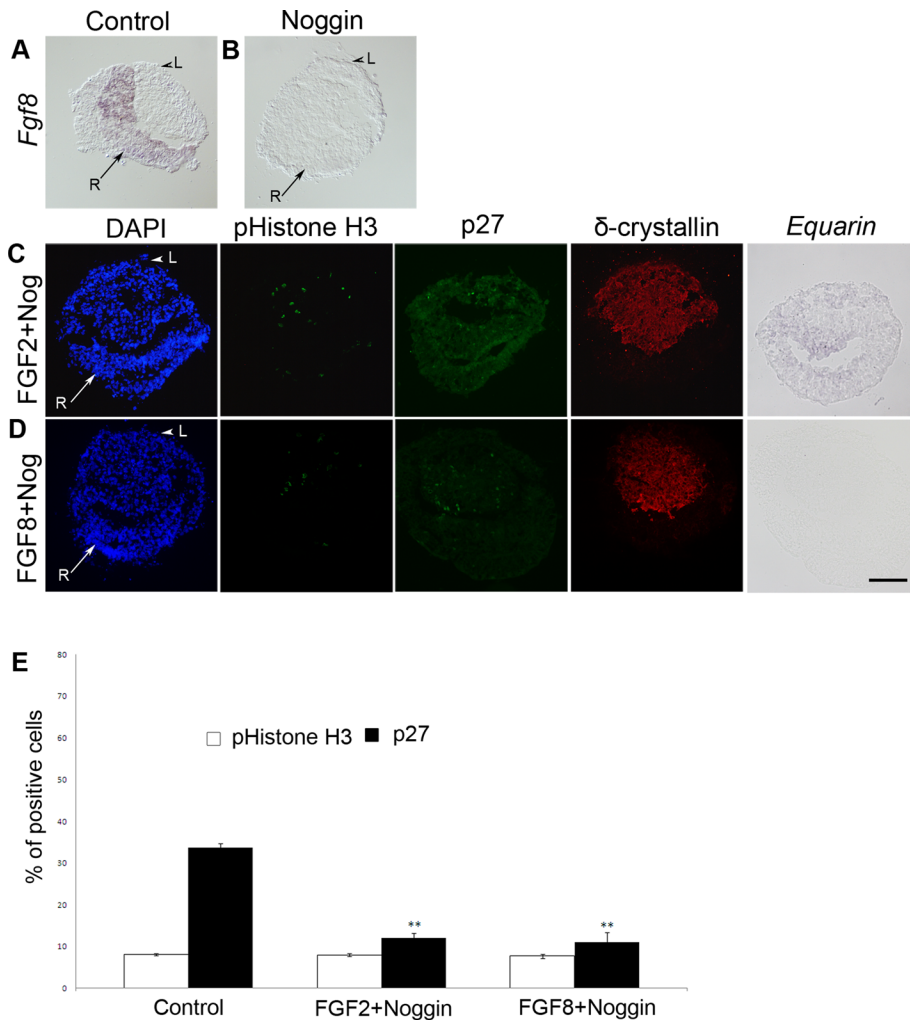 Control Noggin
A B
Fgf8
L L
R R
DAPI pHistone H3 p27 δ-crystallin Equarin
C
FGF2+Nog
L
R
D
FGF8+Nog
L
R
E
% of positive cells
80
70
60
50
40
30
20
10
0
pHistone H3 p27
** **
Control FGF2+Noggin FGF8+Noggin